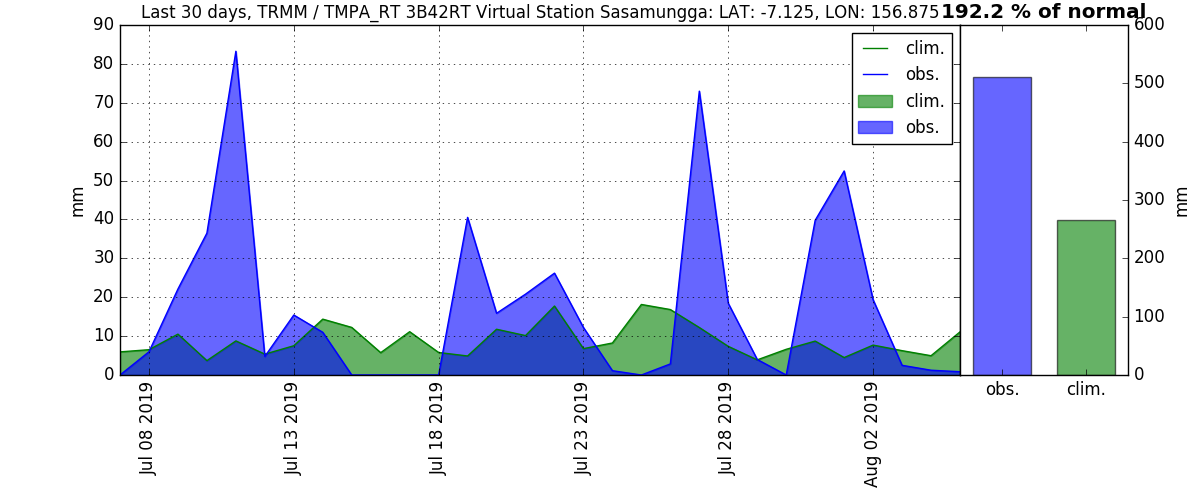 Last 30 days, TRMM / TMPA_RT 3B42RT Virtual Station Sasamungga: LAT: -7.125, LON: 156.875
192.2 % of normal
90
80
70
60
50
40
30
20
10
0
mm
clim.
obs.
clim.
obs.
Jul 08 2019
Jul 13 2019
Jul 18 2019
Jul 23 2019
Jul 28 2019
Aug 02 2019
600
500
400
300
200
100
0
mm
obs.
clim.